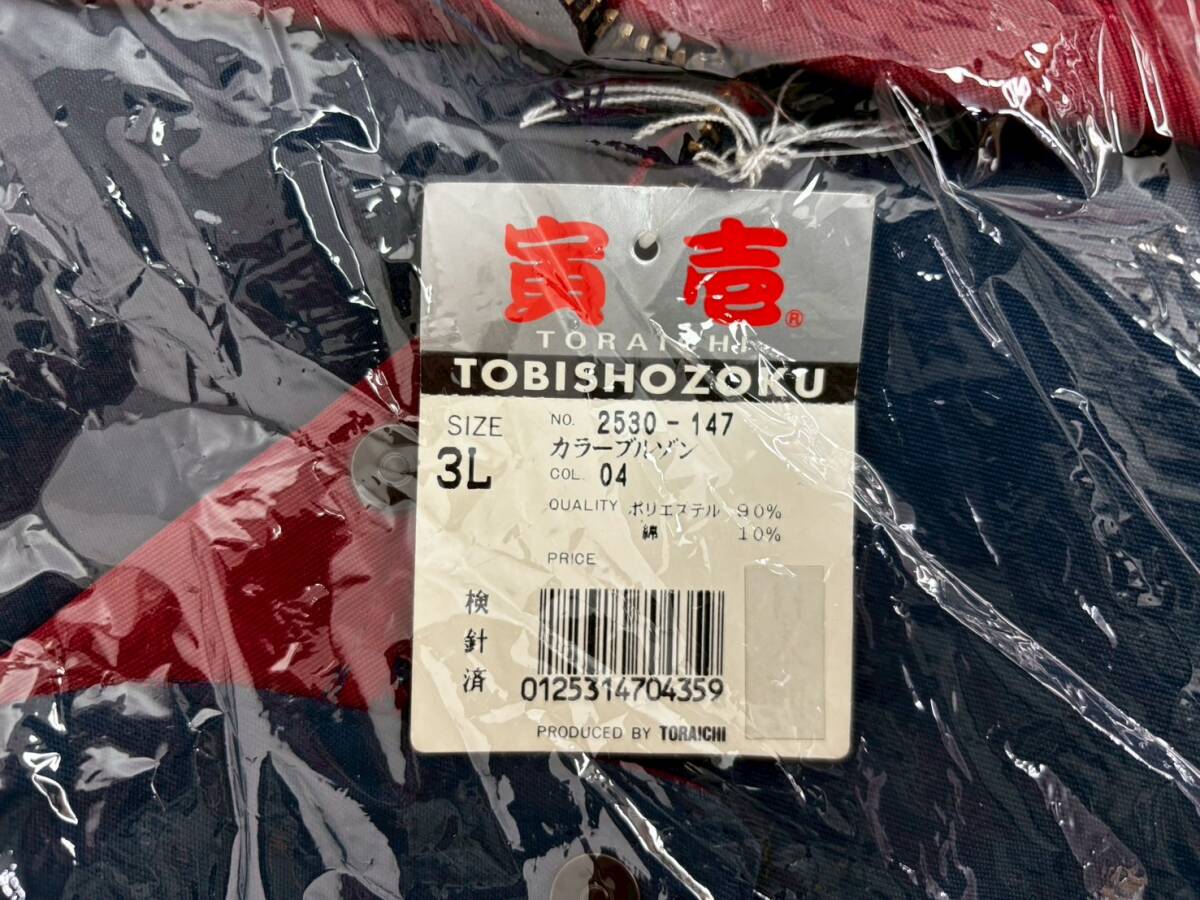 寅壱®
TORAICHI
TOBISHOZOKU
SIZE
3L
NO. 2530-147
カラーブルゾン
COL. 04
QUALITY ポリエステル 90%
綿 10%
PRICE
検針済
0125314704359
PRODUCED BY TORAICHI